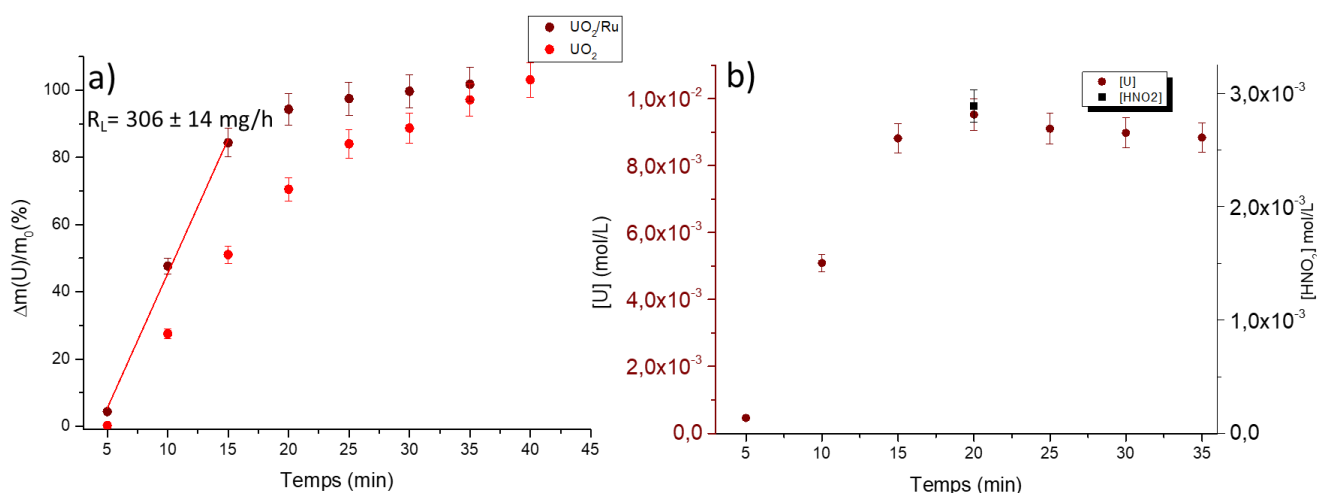 a)
UO₂/Ru
UO₂
R_L= 306 ± 14 mg/h
Δm(U)/m₀(%)
100
80
60
40
20
0
5 10 15 20 25 30 35 40 45
Temps (min)
b)
[U]
[HNO2]
[U] (mol/L)
1,0x10⁻²
8,0x10⁻³
6,0x10⁻³
4,0x10⁻³
2,0x10⁻³
0,0
[HNO₂] mol/L
3,0x10⁻³
2,0x10⁻³
1,0x10⁻³
0,0
5 10 15 20 25 30 35
Temps (min)